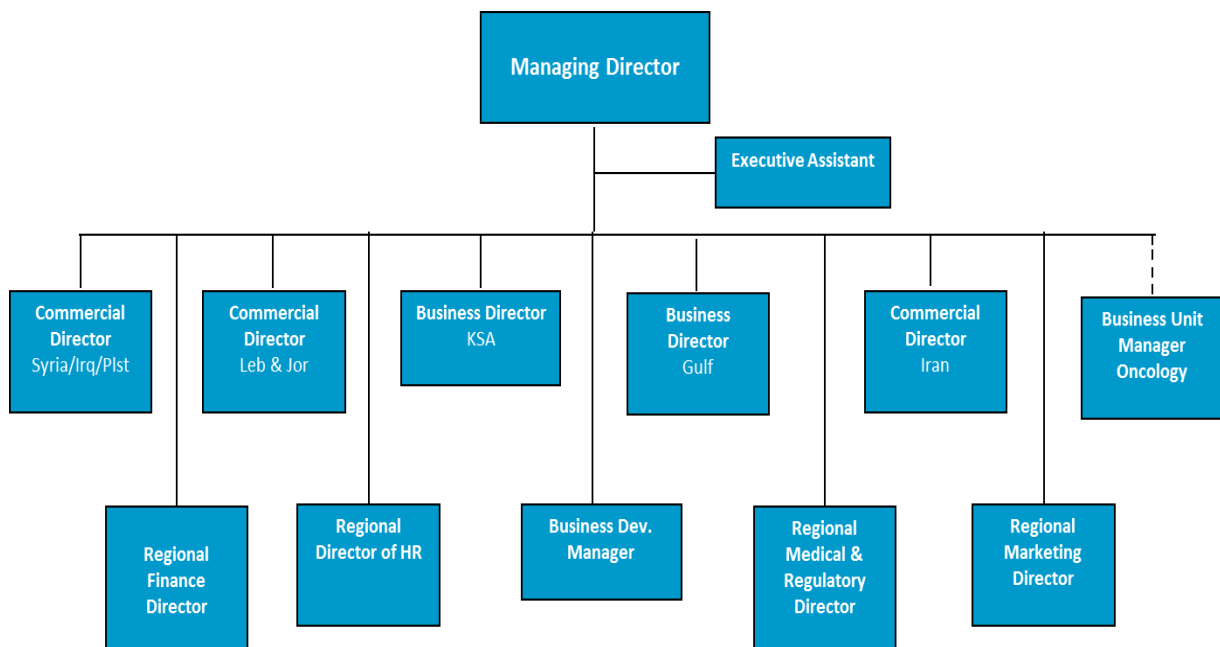 Managing Director
Executive Assistant
Commercial
Director
Syria/Irq/Plst
Commercial
Director
Leb & Jor
Business Director
KSA
Business
Director
Gulf
Commercial
Director
Iran
Business Unit
Manager
Oncology
Regional
Finance
Director
Regional
Director of HR
Business Dev.
Manager
Regional
Medical &
Regulatory
Director
Regional
Marketing
Director